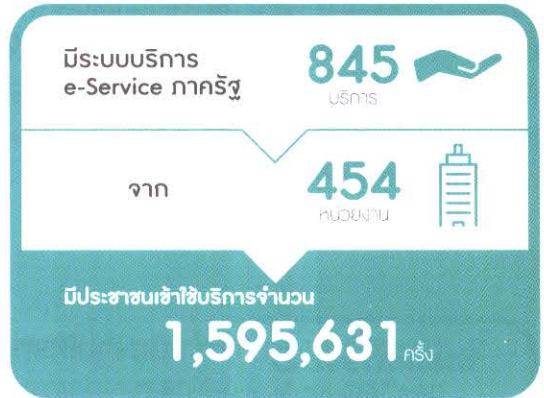 มีระบบบริการ
e-Service ภาครัฐ
845
บริการ
จาก
454
หน่วยงาน
มีประชาชนเข้าใช้บริการจำนวน
1,595,631 ครั้ง